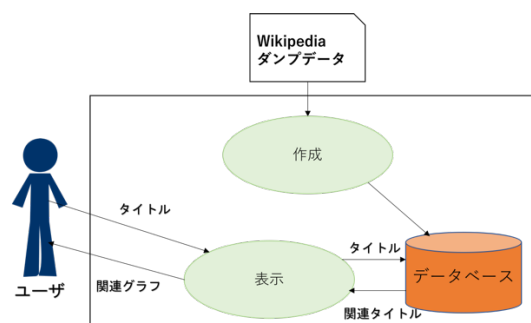 Wikipedia
ダンプデータ
作成
タイトル
タイトル
表示
データベース
関連グラフ
ユーザ
関連タイトル